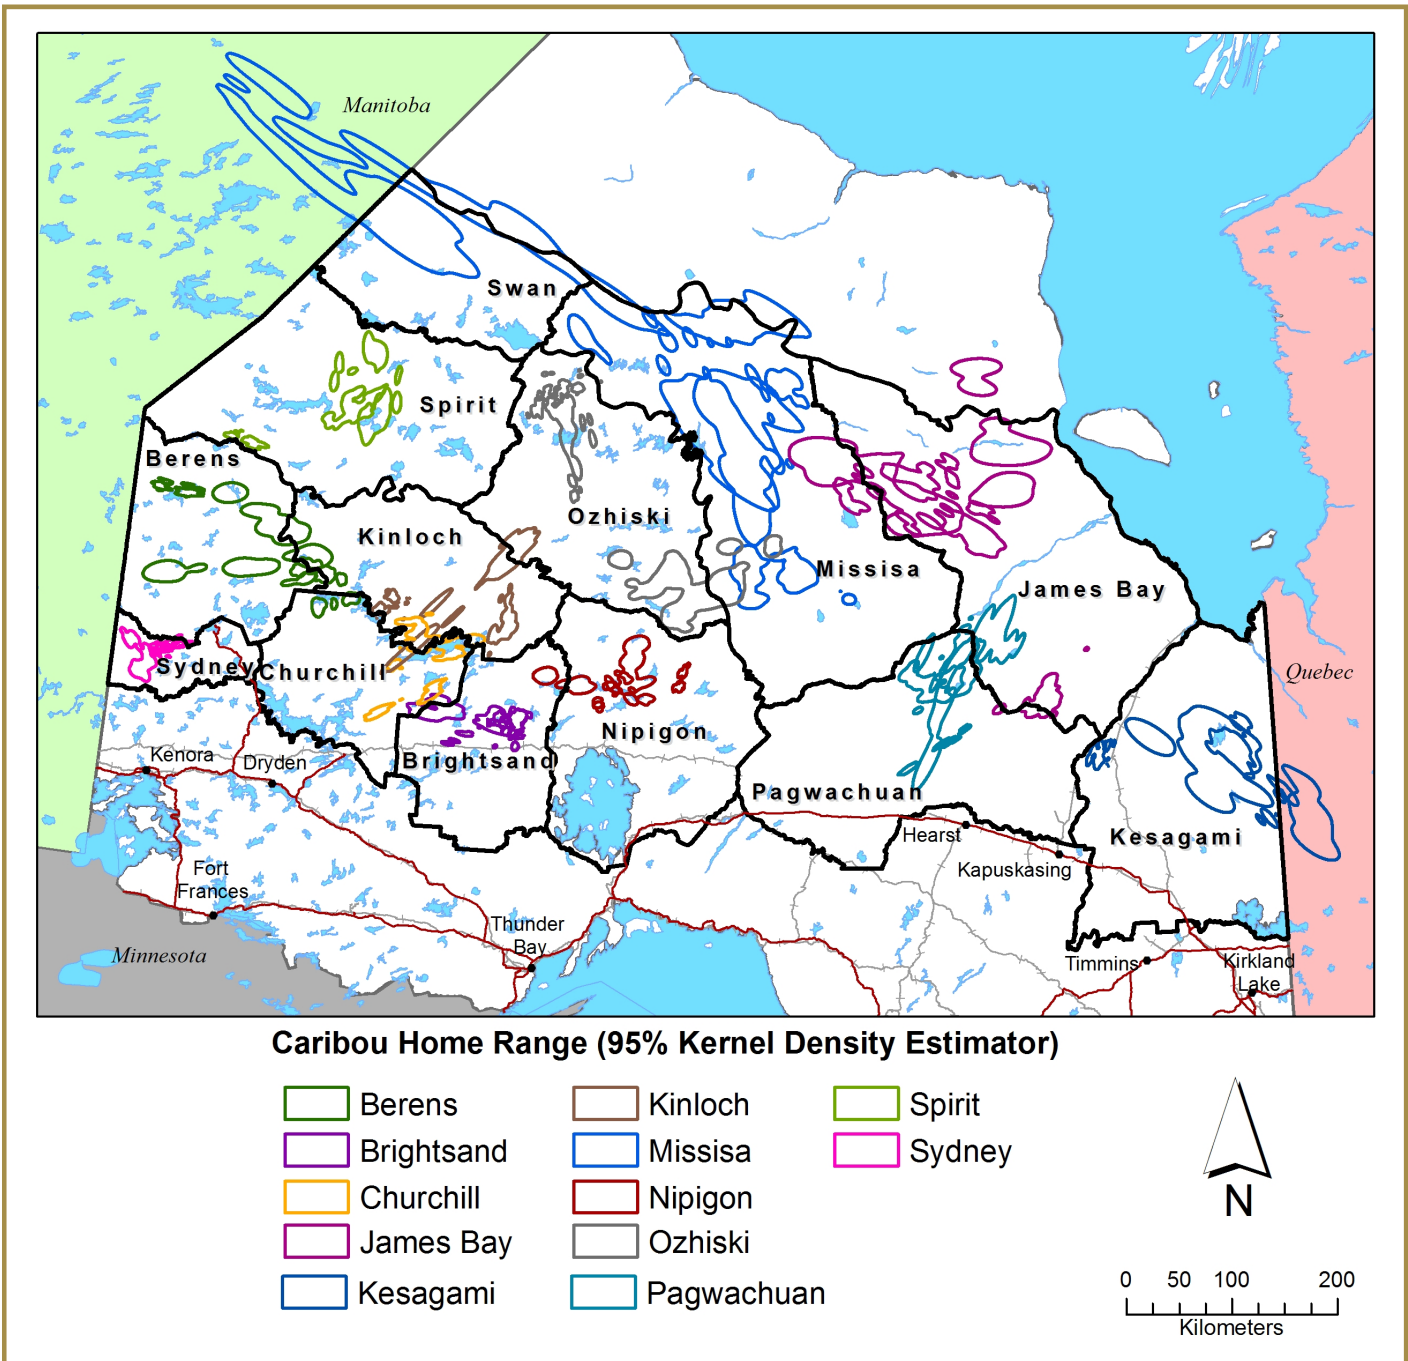 Manitoba
Swan
Spirit
Berens
Ozhiski
Kinloch
Missisa
James Bay
Sydney
Churchill
Quebec
Nipigon
Kenora
Dryden
Brightsand
Pagwachuan
Hearst
Kesagami
Kapuskasing
Fort
Frances
Thunder
Bay
Minnesota
Timmins
Kirkland
Lake
Caribou Home Range (95% Kernel Density Estimator)
Berens
Kinloch
Spirit
Brightsand
Missisa
Sydney
Churchill
Nipigon
James Bay
Ozhiski
Kesagami
Pagwachuan
N
0 50 100 200
Kilometers